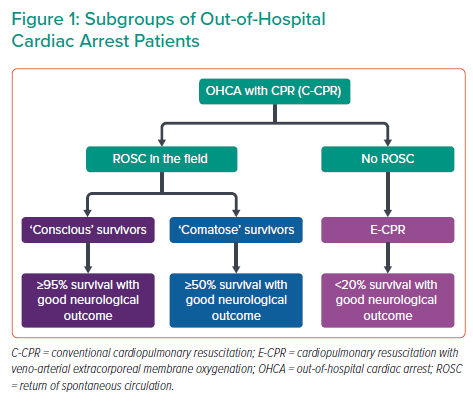 Figure 1: Subgroups of Out-of-Hospital
Cardiac Arrest Patients
OHCA with CPR (C-CPR)
ROSC in the field
No ROSC
‘Conscious’ survivors
‘Comatose’ survivors
E-CPR
≥95% survival with
good neurological
outcome
≥50% survival with
good neurological
outcome
<20% survival with
good neurological
outcome
C-CPR = conventional cardiopulmonary resuscitation; E-CPR = cardiopulmonary resuscitation with
veno-arterial extracorporeal membrane oxygenation; OHCA = out-of-hospital cardiac arrest; ROSC
= return of spontaneous circulation.